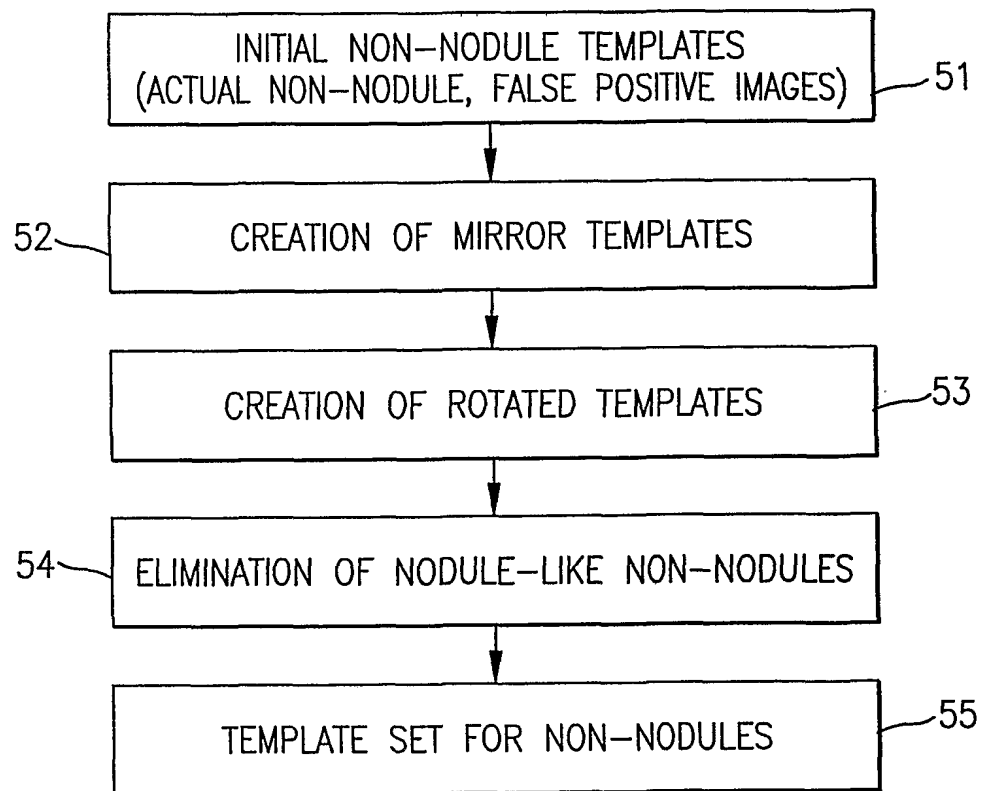 INITIAL NON-NODULE TEMPLATES
(ACTUAL NON-NODULE, FALSE POSITIVE IMAGES)
51
52
CREATION OF MIRROR TEMPLATES
CREATION OF ROTATED TEMPLATES
53
54
ELIMINATION OF NODULE-LIKE NON-NODULES
TEMPLATE SET FOR NON-NODULES
55